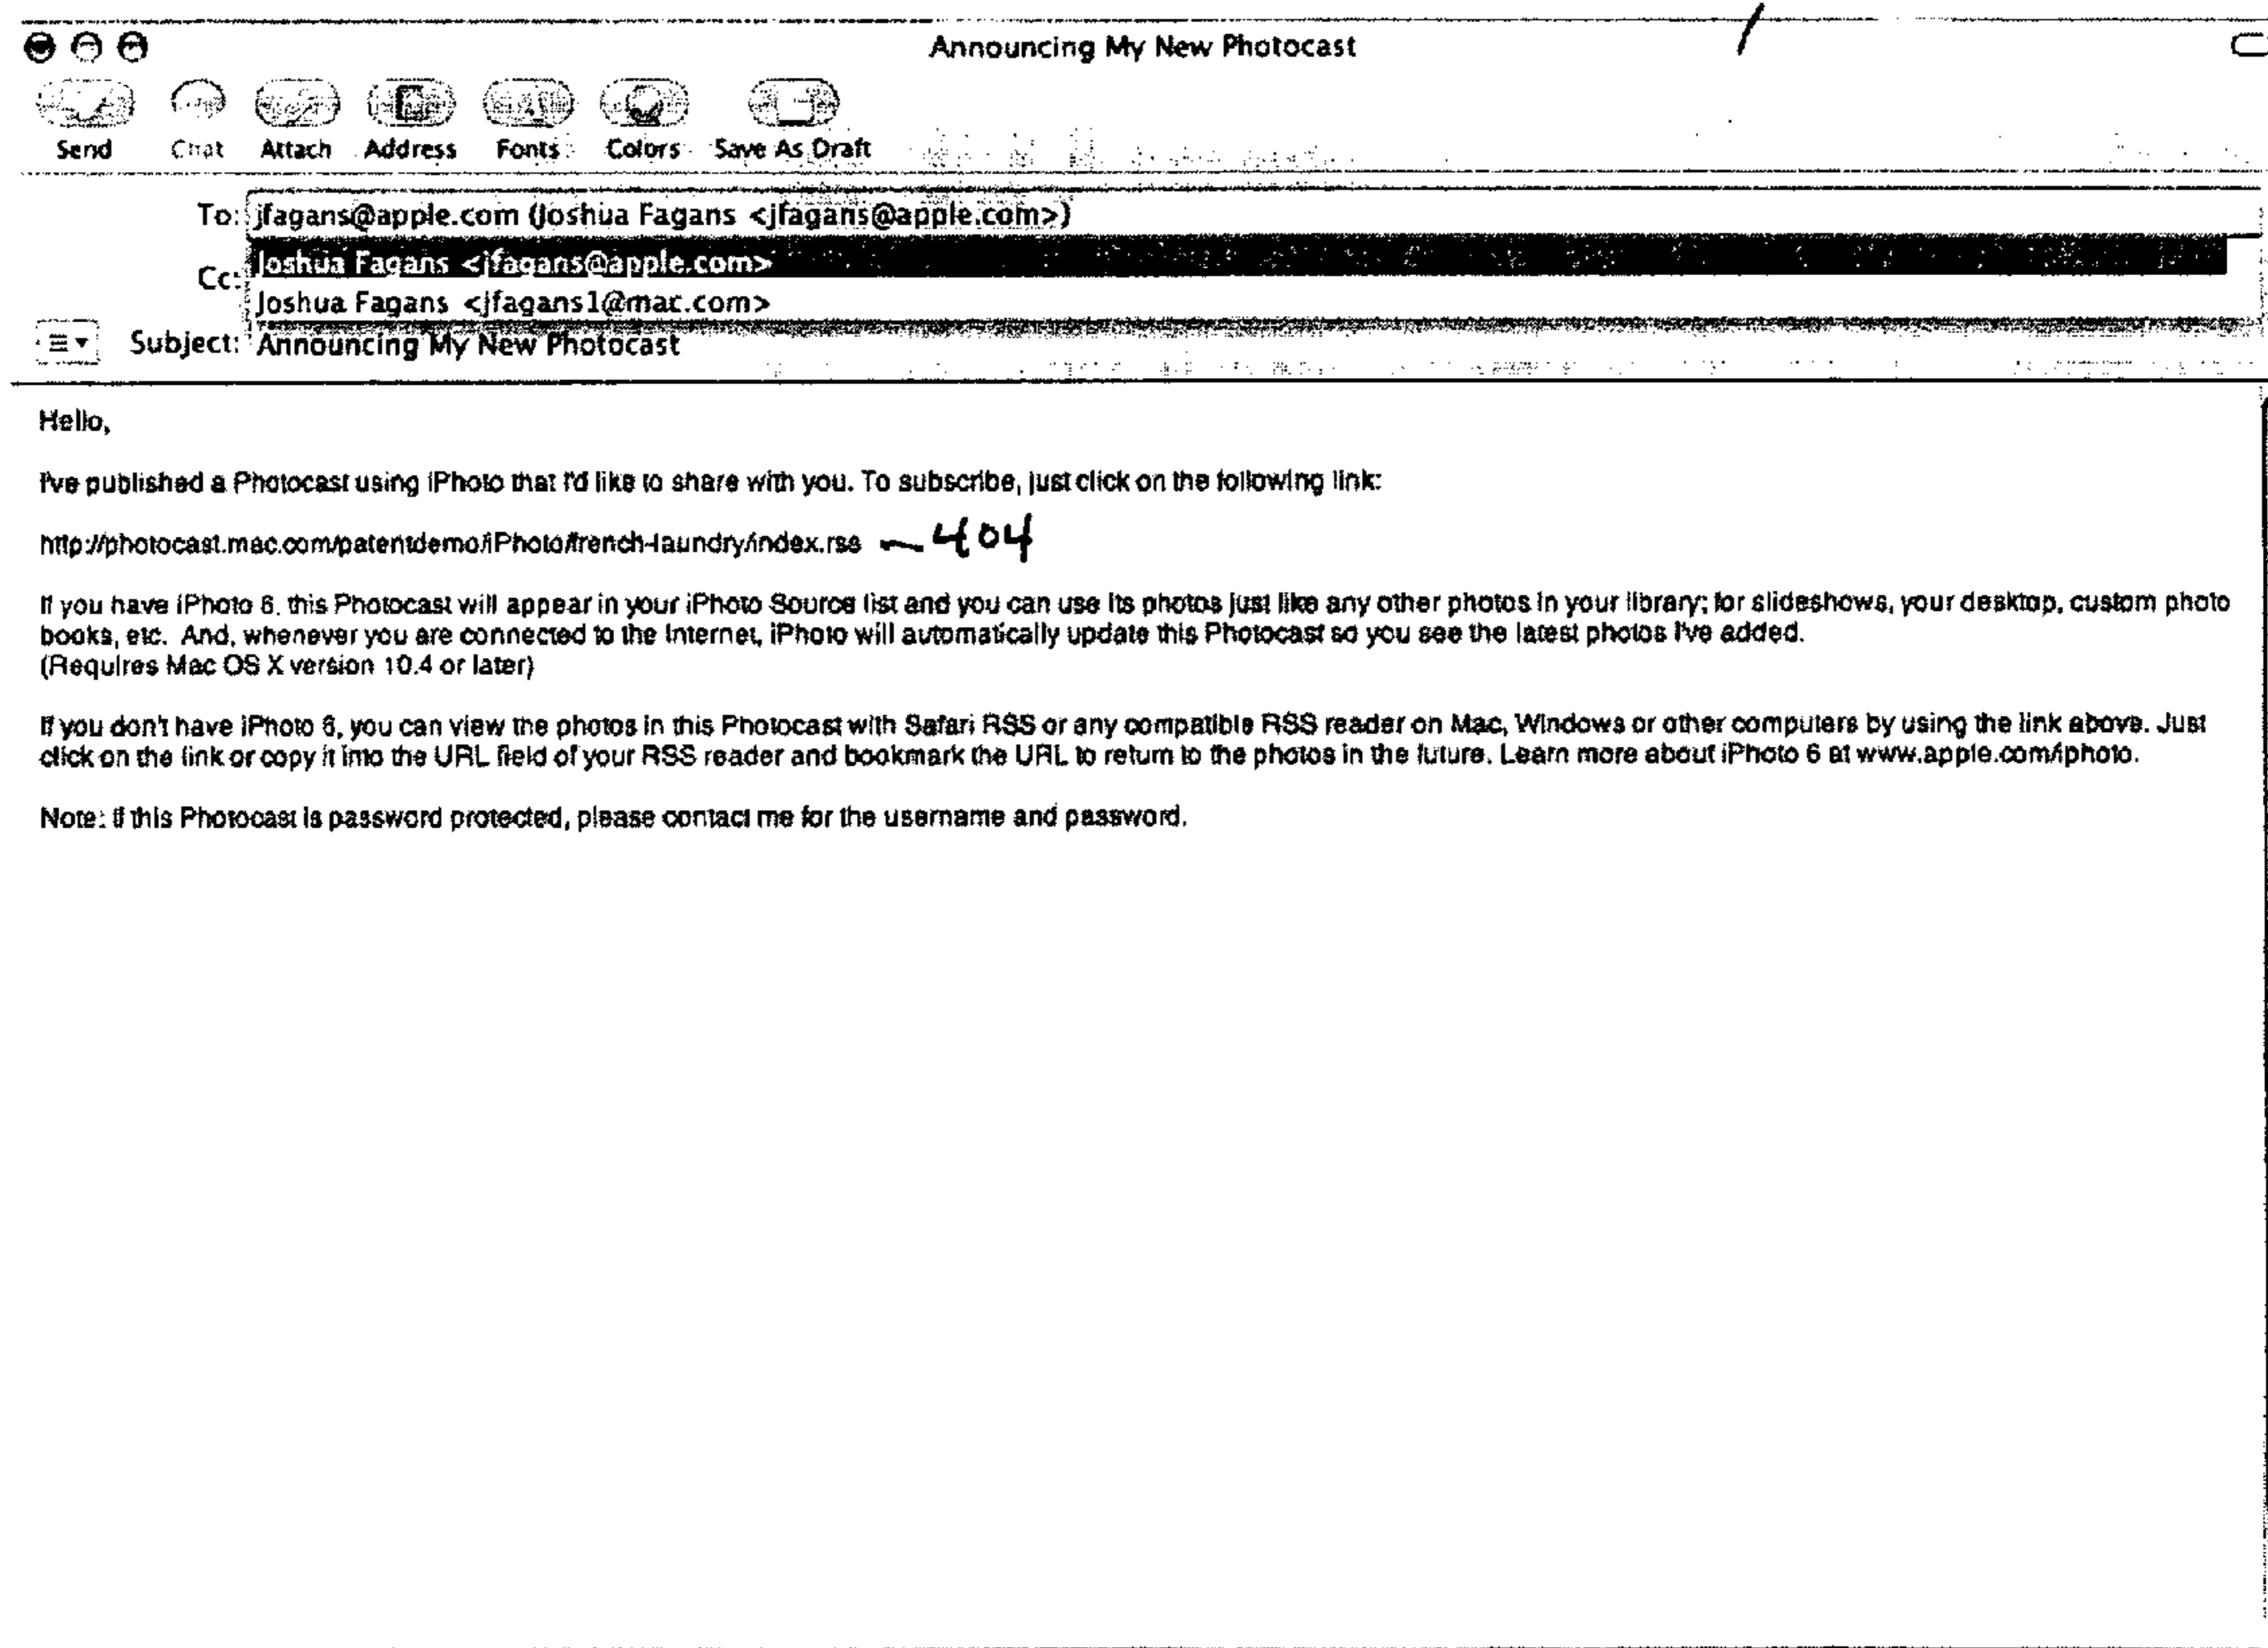 Announcing My New Photocast
Send Chat Attach Address Fonts Colors Save As Draft
To: jfagans@apple.com (Joshua Fagans <jfagans@apple.com>)
Joshua Fagans <jfagans@apple.com>
Cc:
Joshua Fagans <jfagans1@mac.com>
Subject: Announcing My New Photocast
Hello,
I've published a Photocast using iPhoto that I'd like to share with you. To subscribe, just click on the following link:
http://photocast.mac.com/patentdemo/iPhoto/french-laundry/index.rss 404
If you have iPhoto 6, this Photocast will appear in your iPhoto Source list and you can use its photos just like any other photos in your library; for slideshows, your desktop, custom photo
books, etc. And, whenever you are connected to the Internet, iPhoto will automatically update this Photocast so you see the latest photos I've added.
(Requires Mac OS X version 10.4 or later)
If you don't have iPhoto 6, you can view the photos in this Photocast with Safari RSS or any compatible RSS reader on Mac, Windows or other computers by using the link above. Just
click on the link or copy it into the URL field of your RSS reader and bookmark the URL to return to the photos in the future. Learn more about iPhoto 6 at www.apple.com/iphoto.
Note: If this Photocast is password protected, please contact me for the username and password.